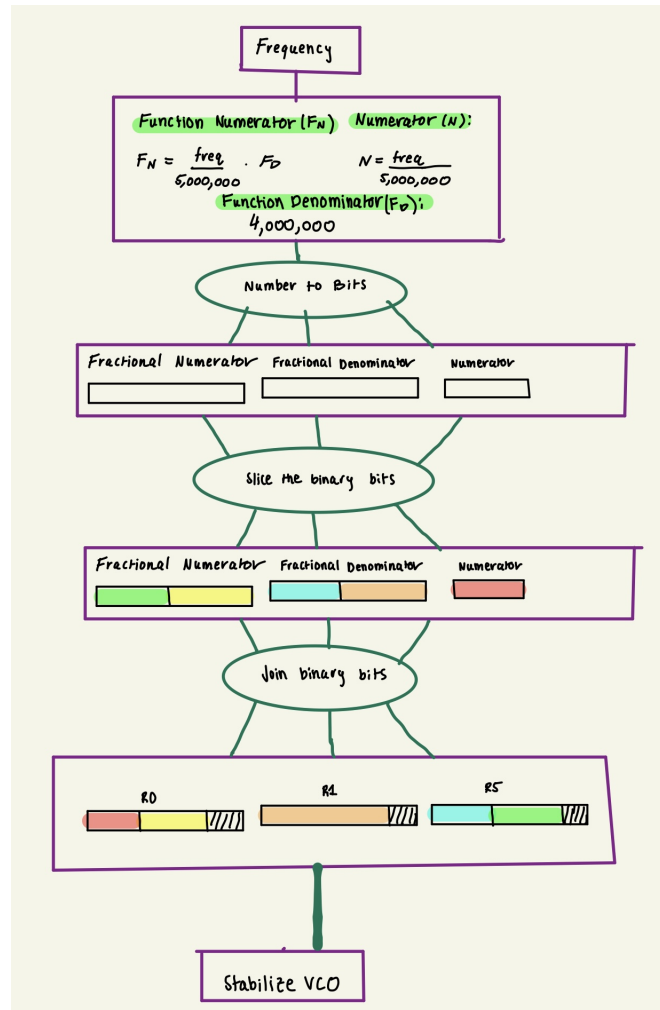 Frequency
Function Numerator (FN) Numerator (N):
FN = freq / 5,000,000 · FD N = freq / 5,000,000
Function Denominator (FD):
4,000,000
Number to Bits
Fractional Numerator Fractional Denominator Numerator
Slice the binary bits
Fractional Numerator Fractional Denominator Numerator
Join binary bits
R0 R1 R5
Stabilize VCO